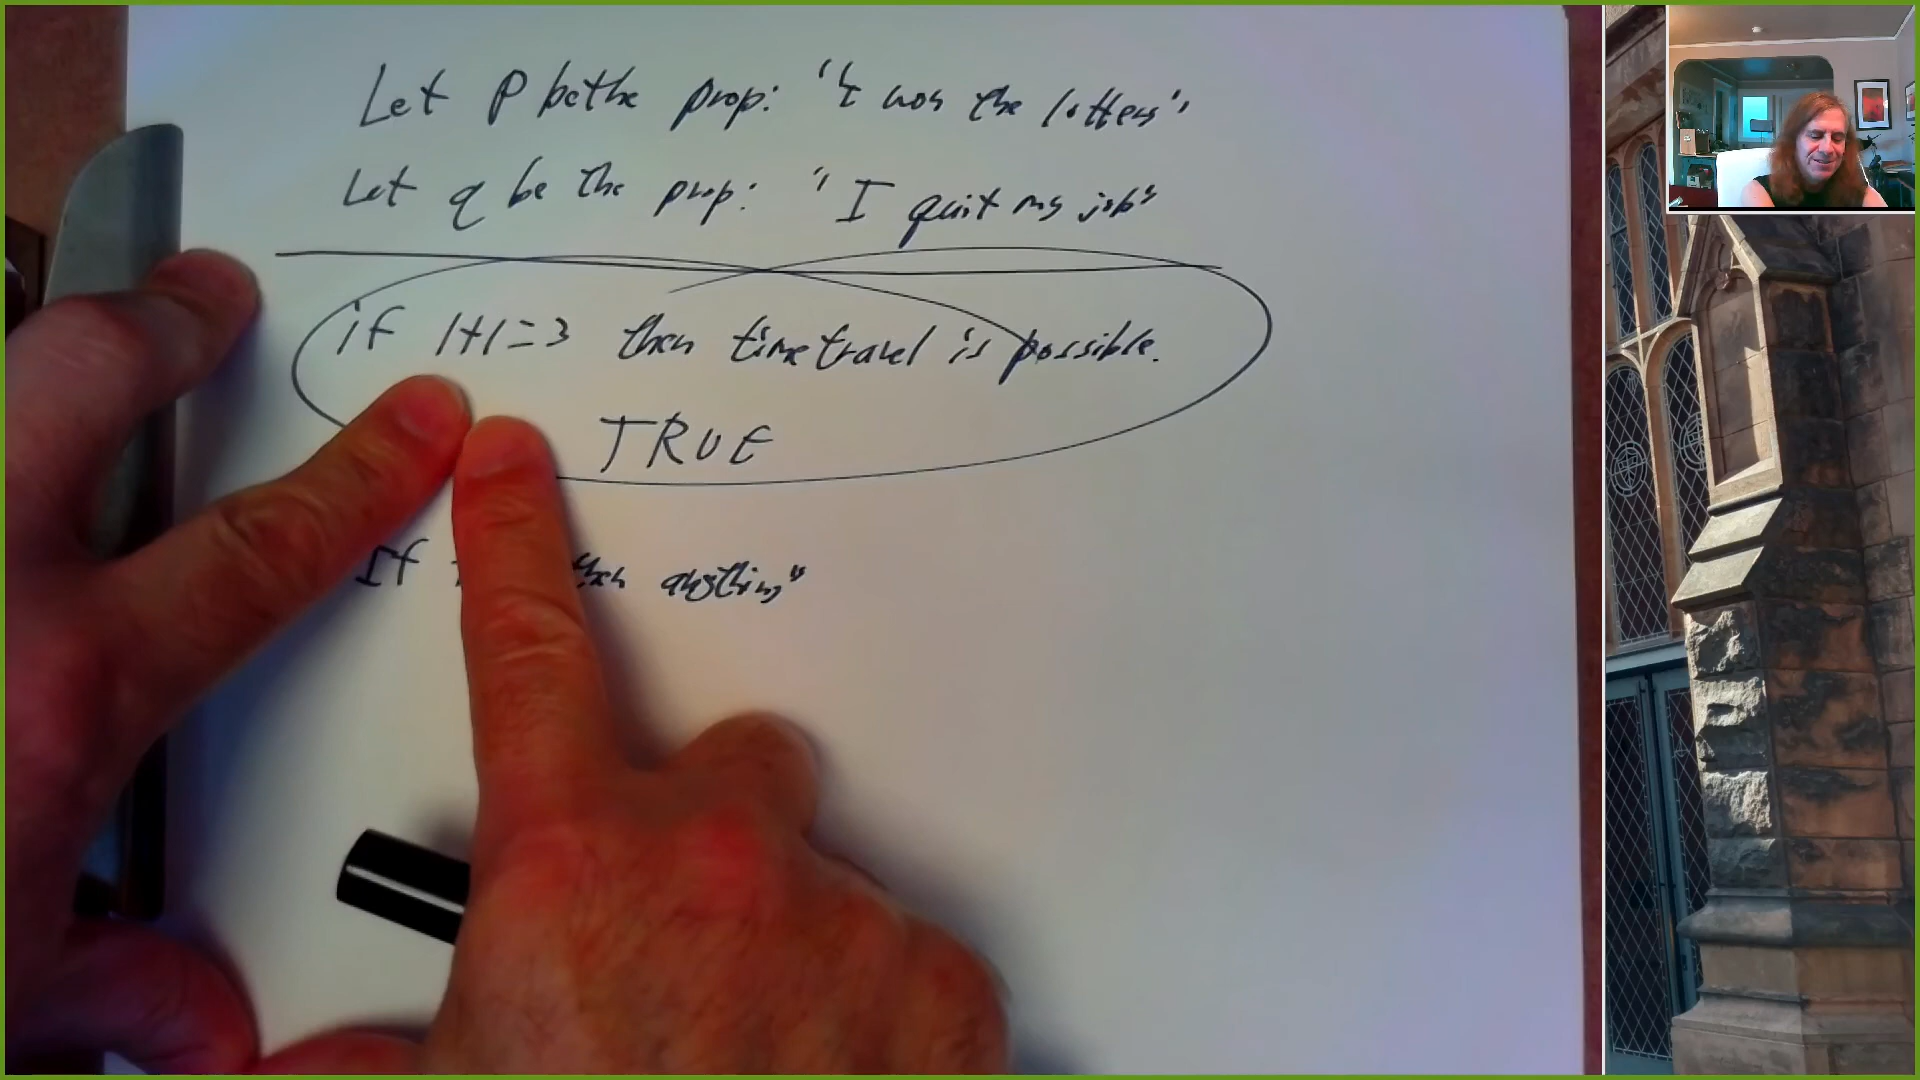 Let p be the prop: "I won the lottery"
Let q be the prop: "I quit my job"
if 1+1=3 then time travel is possible.
TRUE
If then anything"